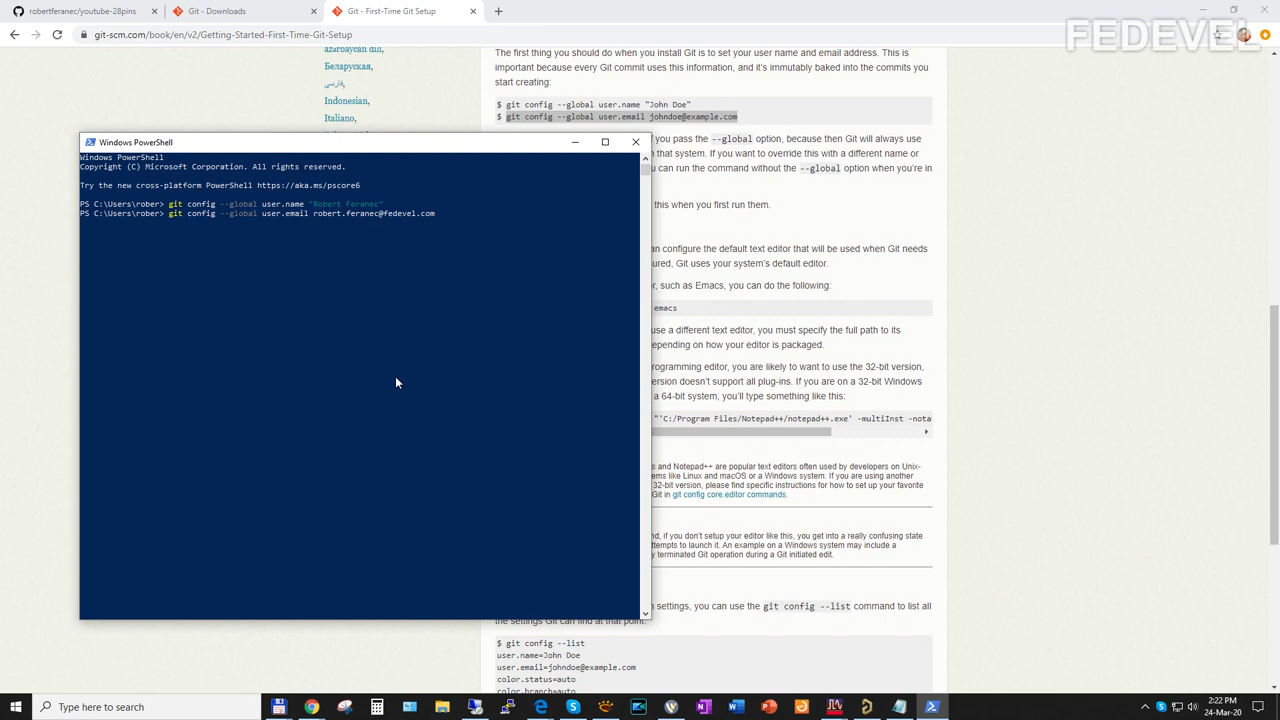 robertferanec/youtube-28pins
Git - Downloads
Git - First-Time Git Setup
git-scm.com/book/en/v2/Getting-Started-First-Time-Git-Setup
FEDEVEL
azərbaycan dili,
Беларуская,
فارسی,
Indonesian,
Italiano,
The first thing you should do when you install Git is to set your user name and email address. This is
important because every Git commit uses this information, and it's immutably baked into the commits you
start creating:
$ git config --global user.name "John Doe"
$ git config --global user.email johndoe@example.com
f you pass the --global option, because then Git will always use
n that system. If you want to override this with a different name or
u can run the command without the --global option when you're in
this when you first run them.
an configure the default text editor that will be used when Git needs
ured, Git uses your system's default editor.
or, such as Emacs, you can do the following:
emacs
use a different text editor, you must specify the full path to its
epending on how your editor is packaged.
rogramming editor, you are likely to want to use the 32-bit version,
ersion doesn't support all plug-ins. If you are on a 32-bit Windows
a 64-bit system, you'll type something like this:
"'C:/Program Files/Notepad++/notepad++.exe' -multiInst -nota
s and Notepad++ are popular text editors often used by developers on Unix-
ems like Linux and macOS or a Windows system. If you are using another
32-bit version, please find specific instructions for how to set up your favorite
Git in git config core.editor commands.
nd, if you don't setup your editor like this, you get into a really confusing state
ttempts to launch it. An example on a Windows system may include a
y terminated Git operation during a Git initiated edit.
n settings, you can use the git config --list command to list all
the settings Git can find at that point:
$ git config --list
user.name=John Doe
user.email=johndoe@example.com
color.status=auto
color.branch=auto
Windows PowerShell
Windows PowerShell
Copyright (C) Microsoft Corporation. All rights reserved.
Try the new cross-platform PowerShell https://aka.ms/pscore6
PS C:\Users\rober> git config --global user.name "Robert Feranec"
PS C:\Users\rober> git config --global user.email robert.feranec@fedevel.com
Type here to search
2:22 PM
24-Mar-20